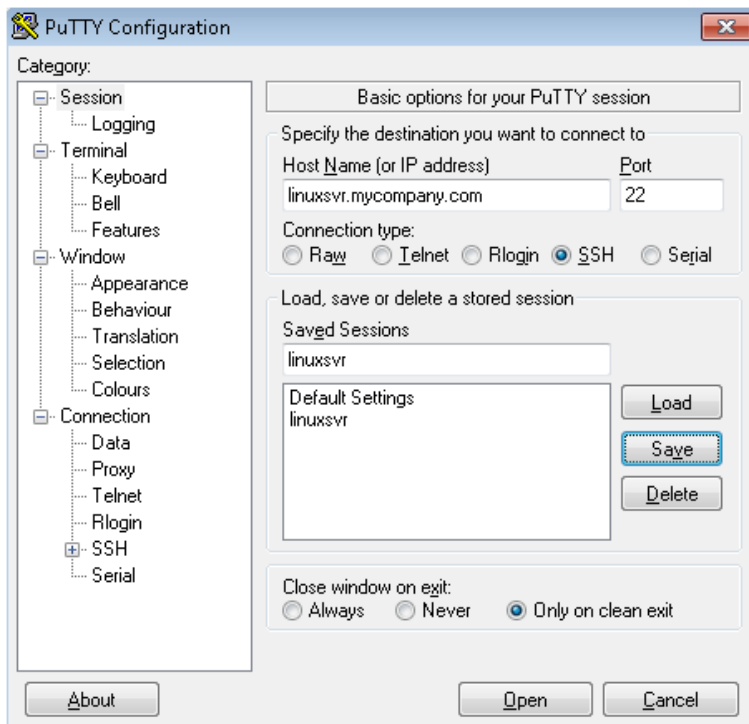 PuTTY Configuration
Category:
Session
Logging
Terminal
Keyboard
Bell
Features
Window
Appearance
Behaviour
Translation
Selection
Colours
Connection
Data
Proxy
Telnet
Rlogin
SSH
Serial
Basic options for your PuTTY session
Specify the destination you want to connect to
Host Name (or IP address) Port
linuxsvr.mycompany.com 22
Connection type:
Raw Telnet Rlogin SSH Serial
Load, save or delete a stored session
Saved Sessions
linuxsvr
Default Settings
linuxsvr
Load
Save
Delete
Close window on exit:
Always Never Only on clean exit
About Open Cancel